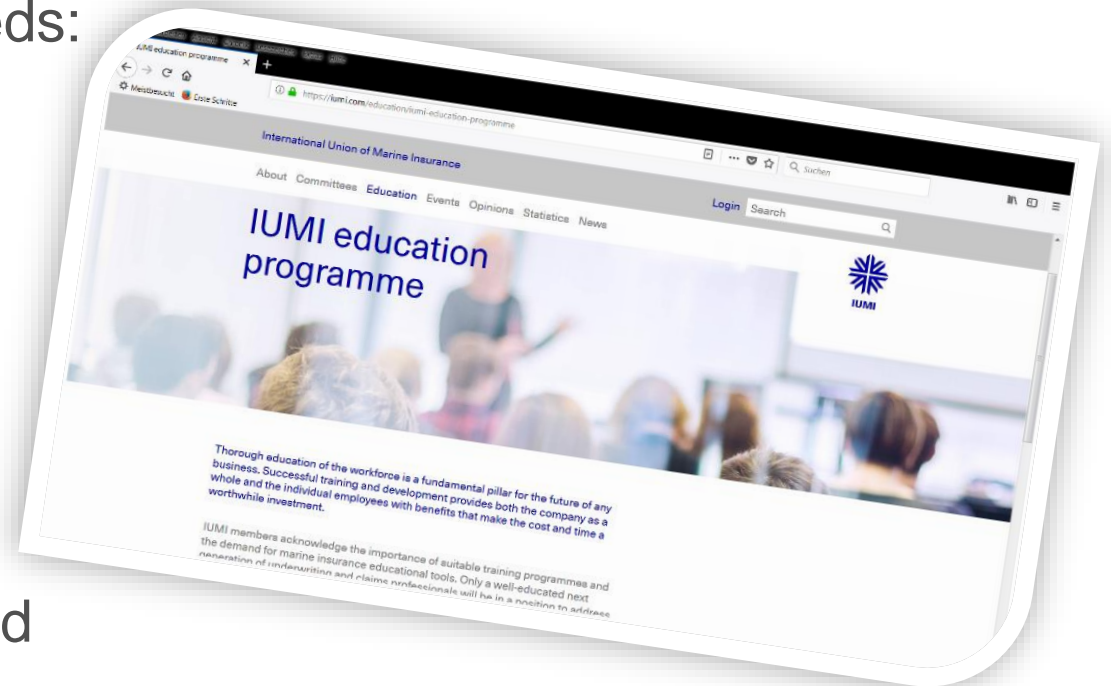 eds:
IUMI education programme
https://iumi.com/education/iumi-education-programme
Suchen
Meistbesucht Erste Schritte
International Union of Marine Insurance
Login Search
About Committees Education Events Opinions Statistics News
IUMI education
programme
IUMI
Thorough education of the workforce is a fundamental pillar for the future of any
business. Successful training and development provides both the company as a
whole and the individual employees with benefits that make the cost and time a
worthwhile investment.
IUMI members acknowledge the importance of suitable training programmes and
the demand for marine insurance educational tools. Only a well-educated next
generation of underwriting and claims professionals will be in a position to address
d